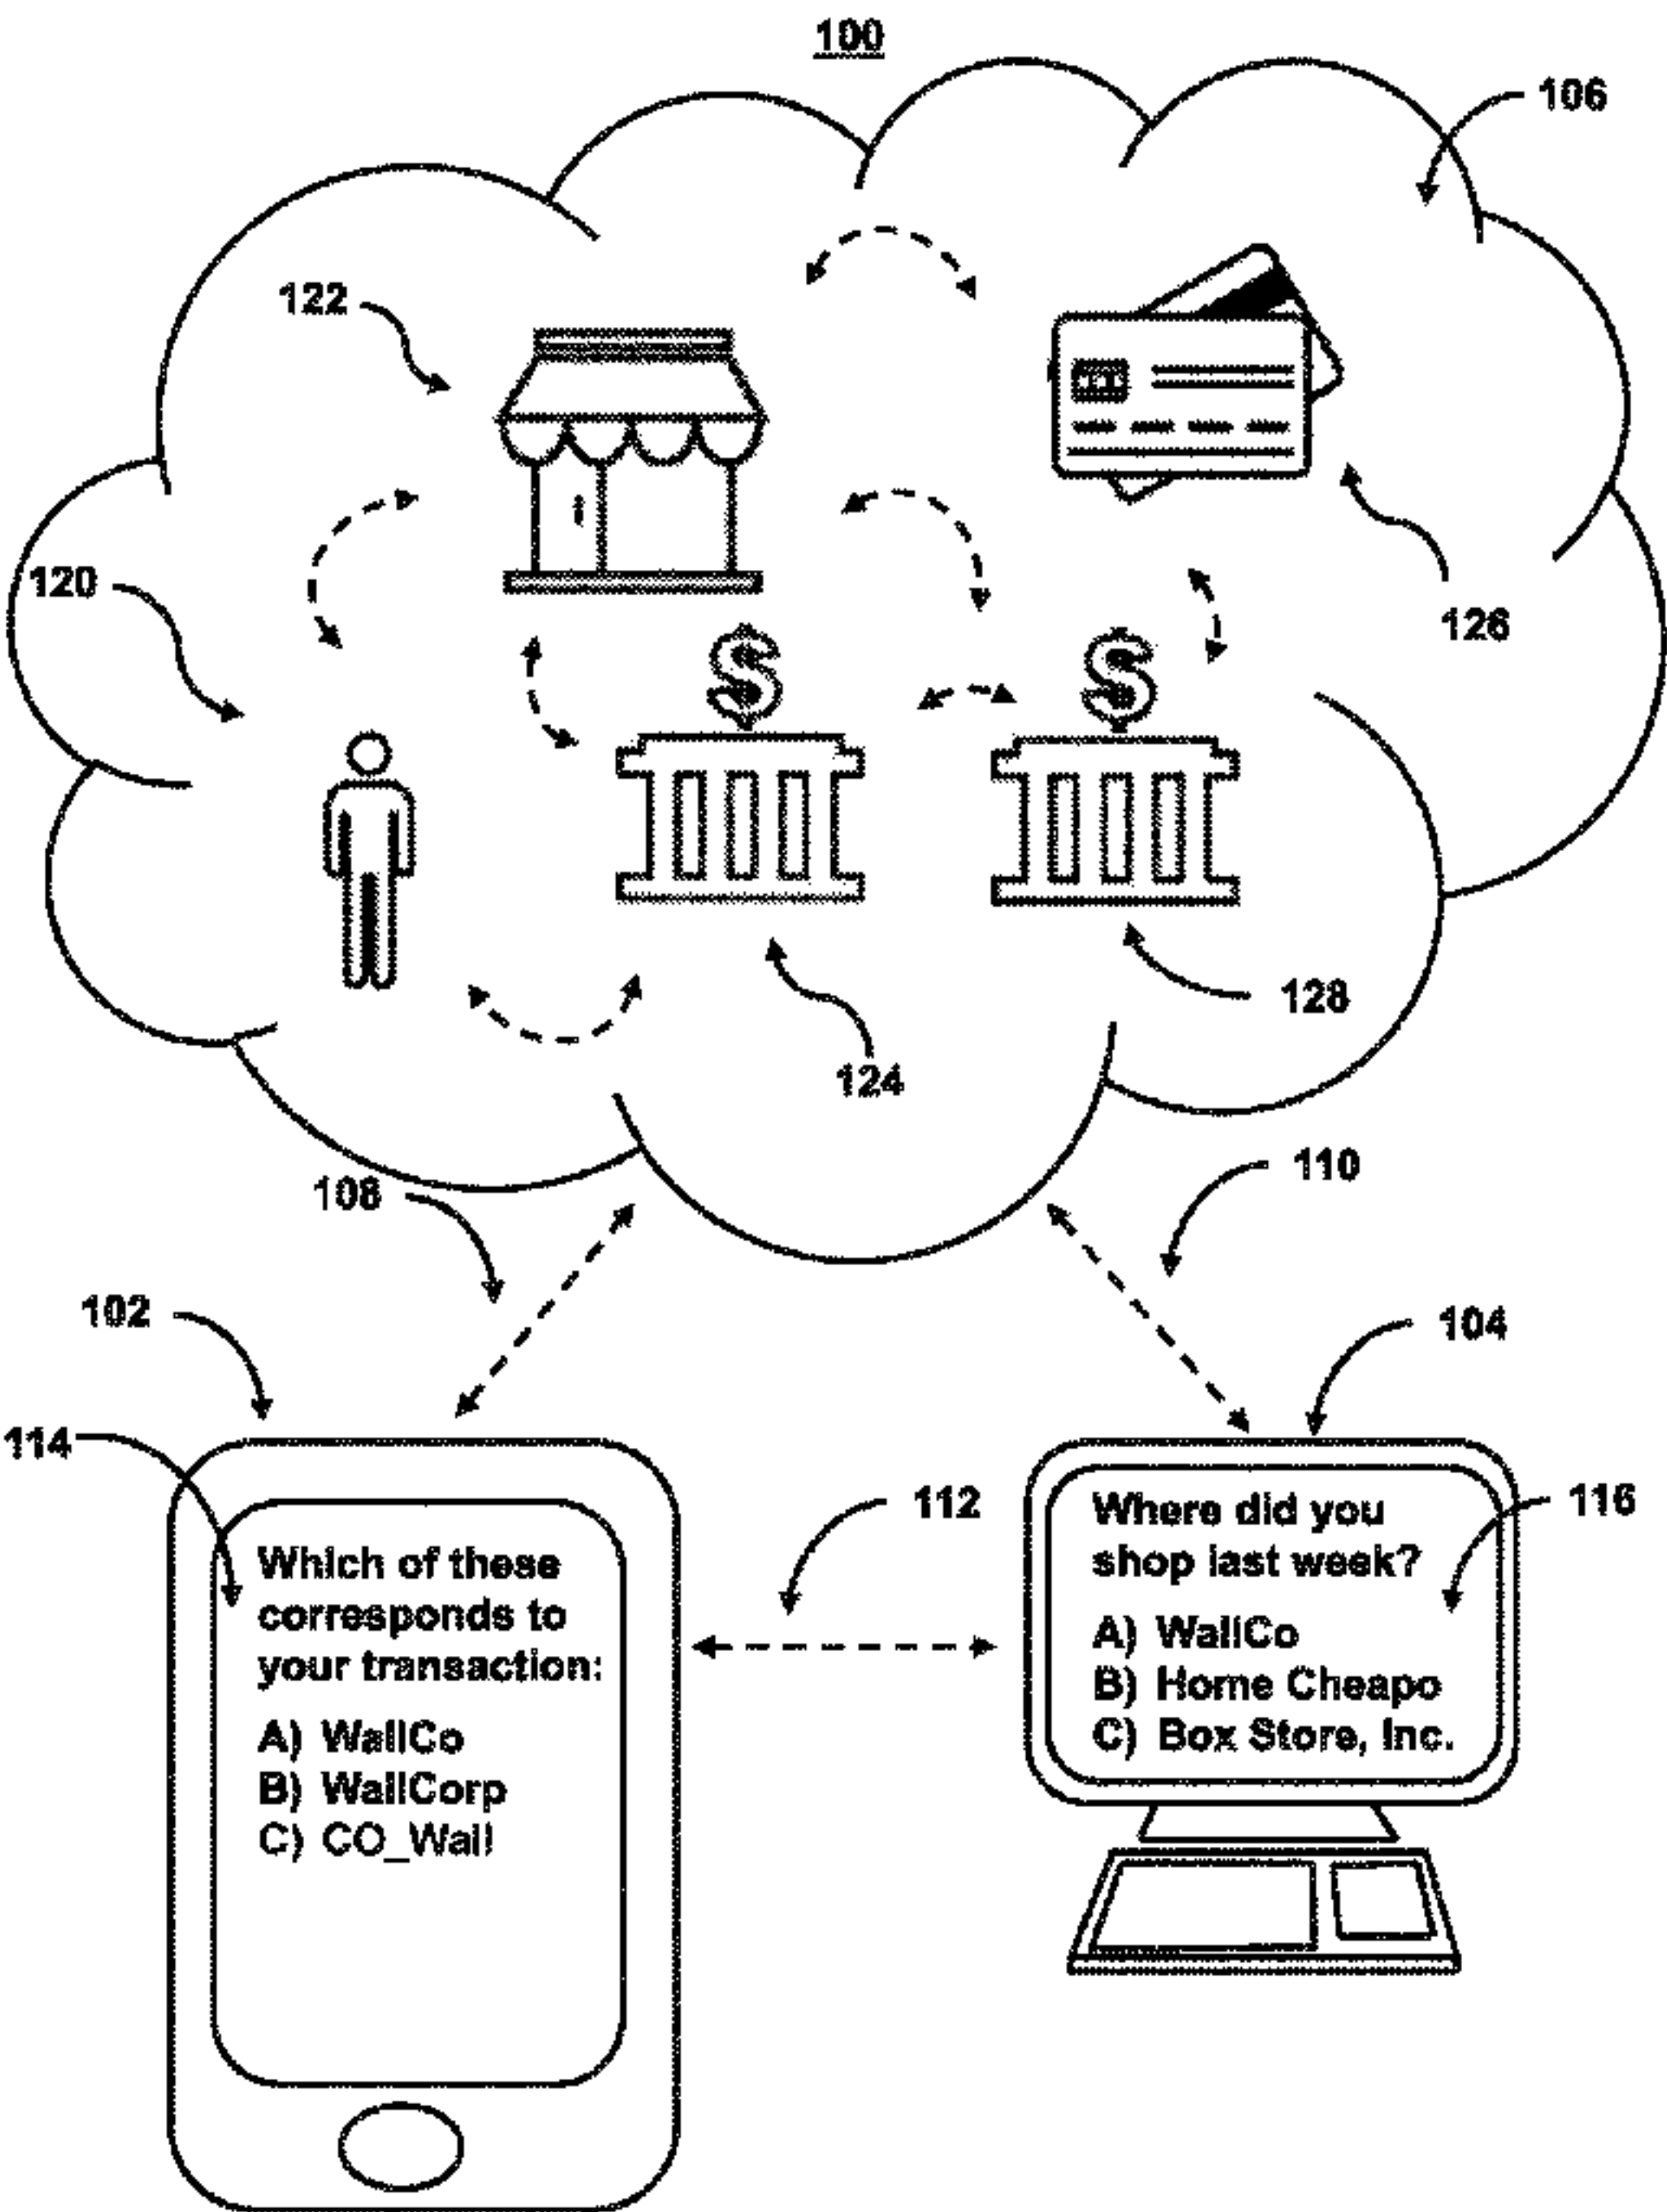 100
106
122
120
126
128
124
110
108
102
104
114
112
116
Which of these
corresponds to
your transaction:
A) WallCo
B) WallCorp
C) CO_Wall
Where did you
shop last week?
A) WallCo
B) Home Cheapo
C) Box Store, Inc.